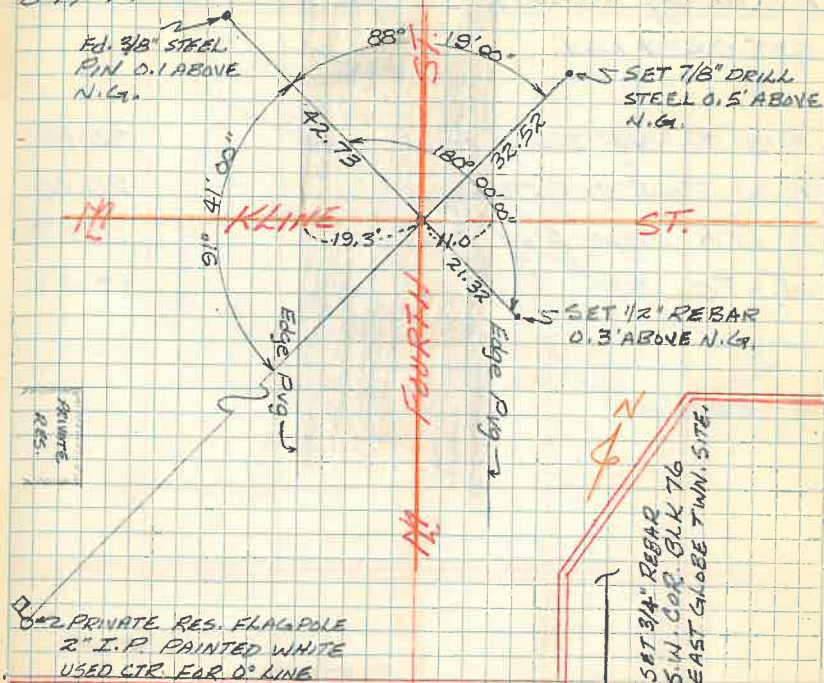 Fd. 3/8" STEEL
PIN 0.1 ABOVE
N.G.
88° 19' 00"
ST.
SET 7/8" DRILL
STEEL 0.5' ABOVE
N.G.
42.73
32.52
180° 00' 00"
91° 41' 00"
KLINE
ST.
19.3'
11.0
21.32
SET 1/2" REBAR
0.3' ABOVE N.G.
Edge Pvg
Edge Pvg
FOURTH
PRIVATE
RES.
N
SET 3/4" REBAR
S.W. COR. BLK 76
EAST GLOBE TWN. SITE.
PRIVATE RES. FLAGPOLE
2" I.P. PAINTED WHITE
USED CTR. FOR 0° LINE